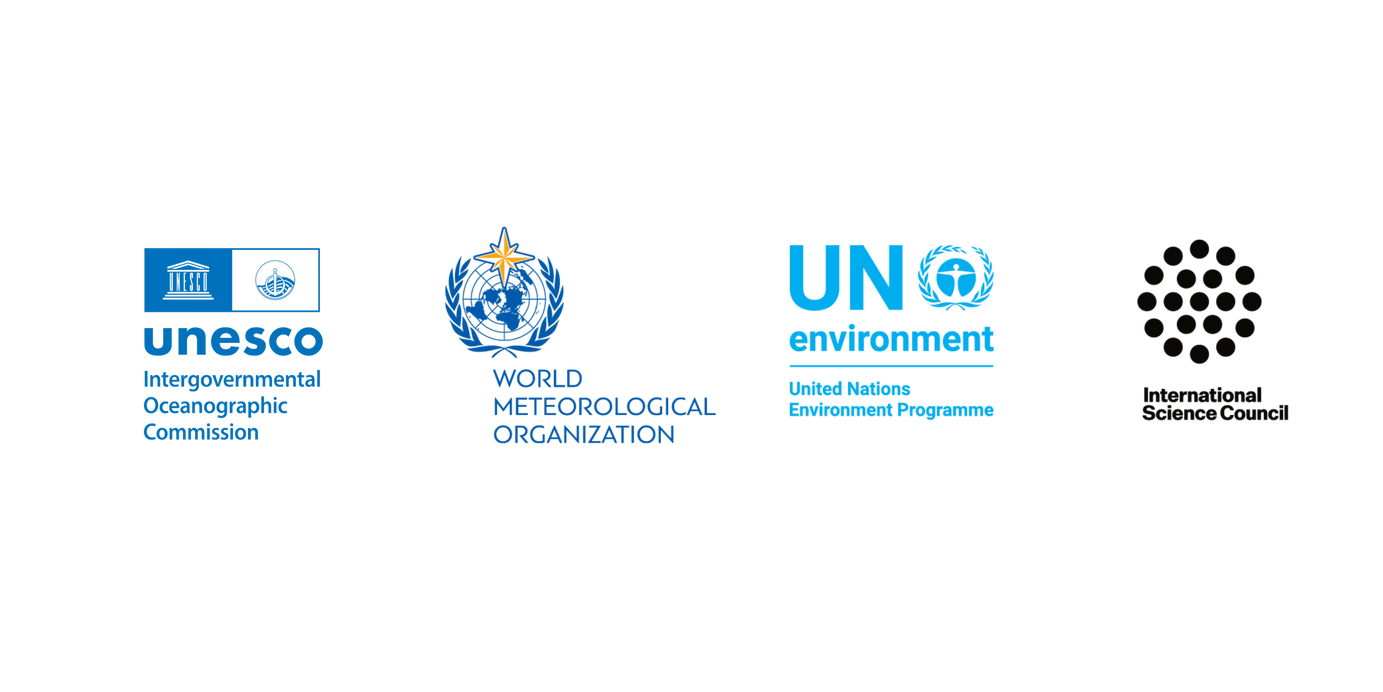 UNESCO
unesco
Intergovernmental
Oceanographic
Commission
WORLD
METEOROLOGICAL
ORGANIZATION
UN
environment
United Nations
Environment Programme
International
Science Council